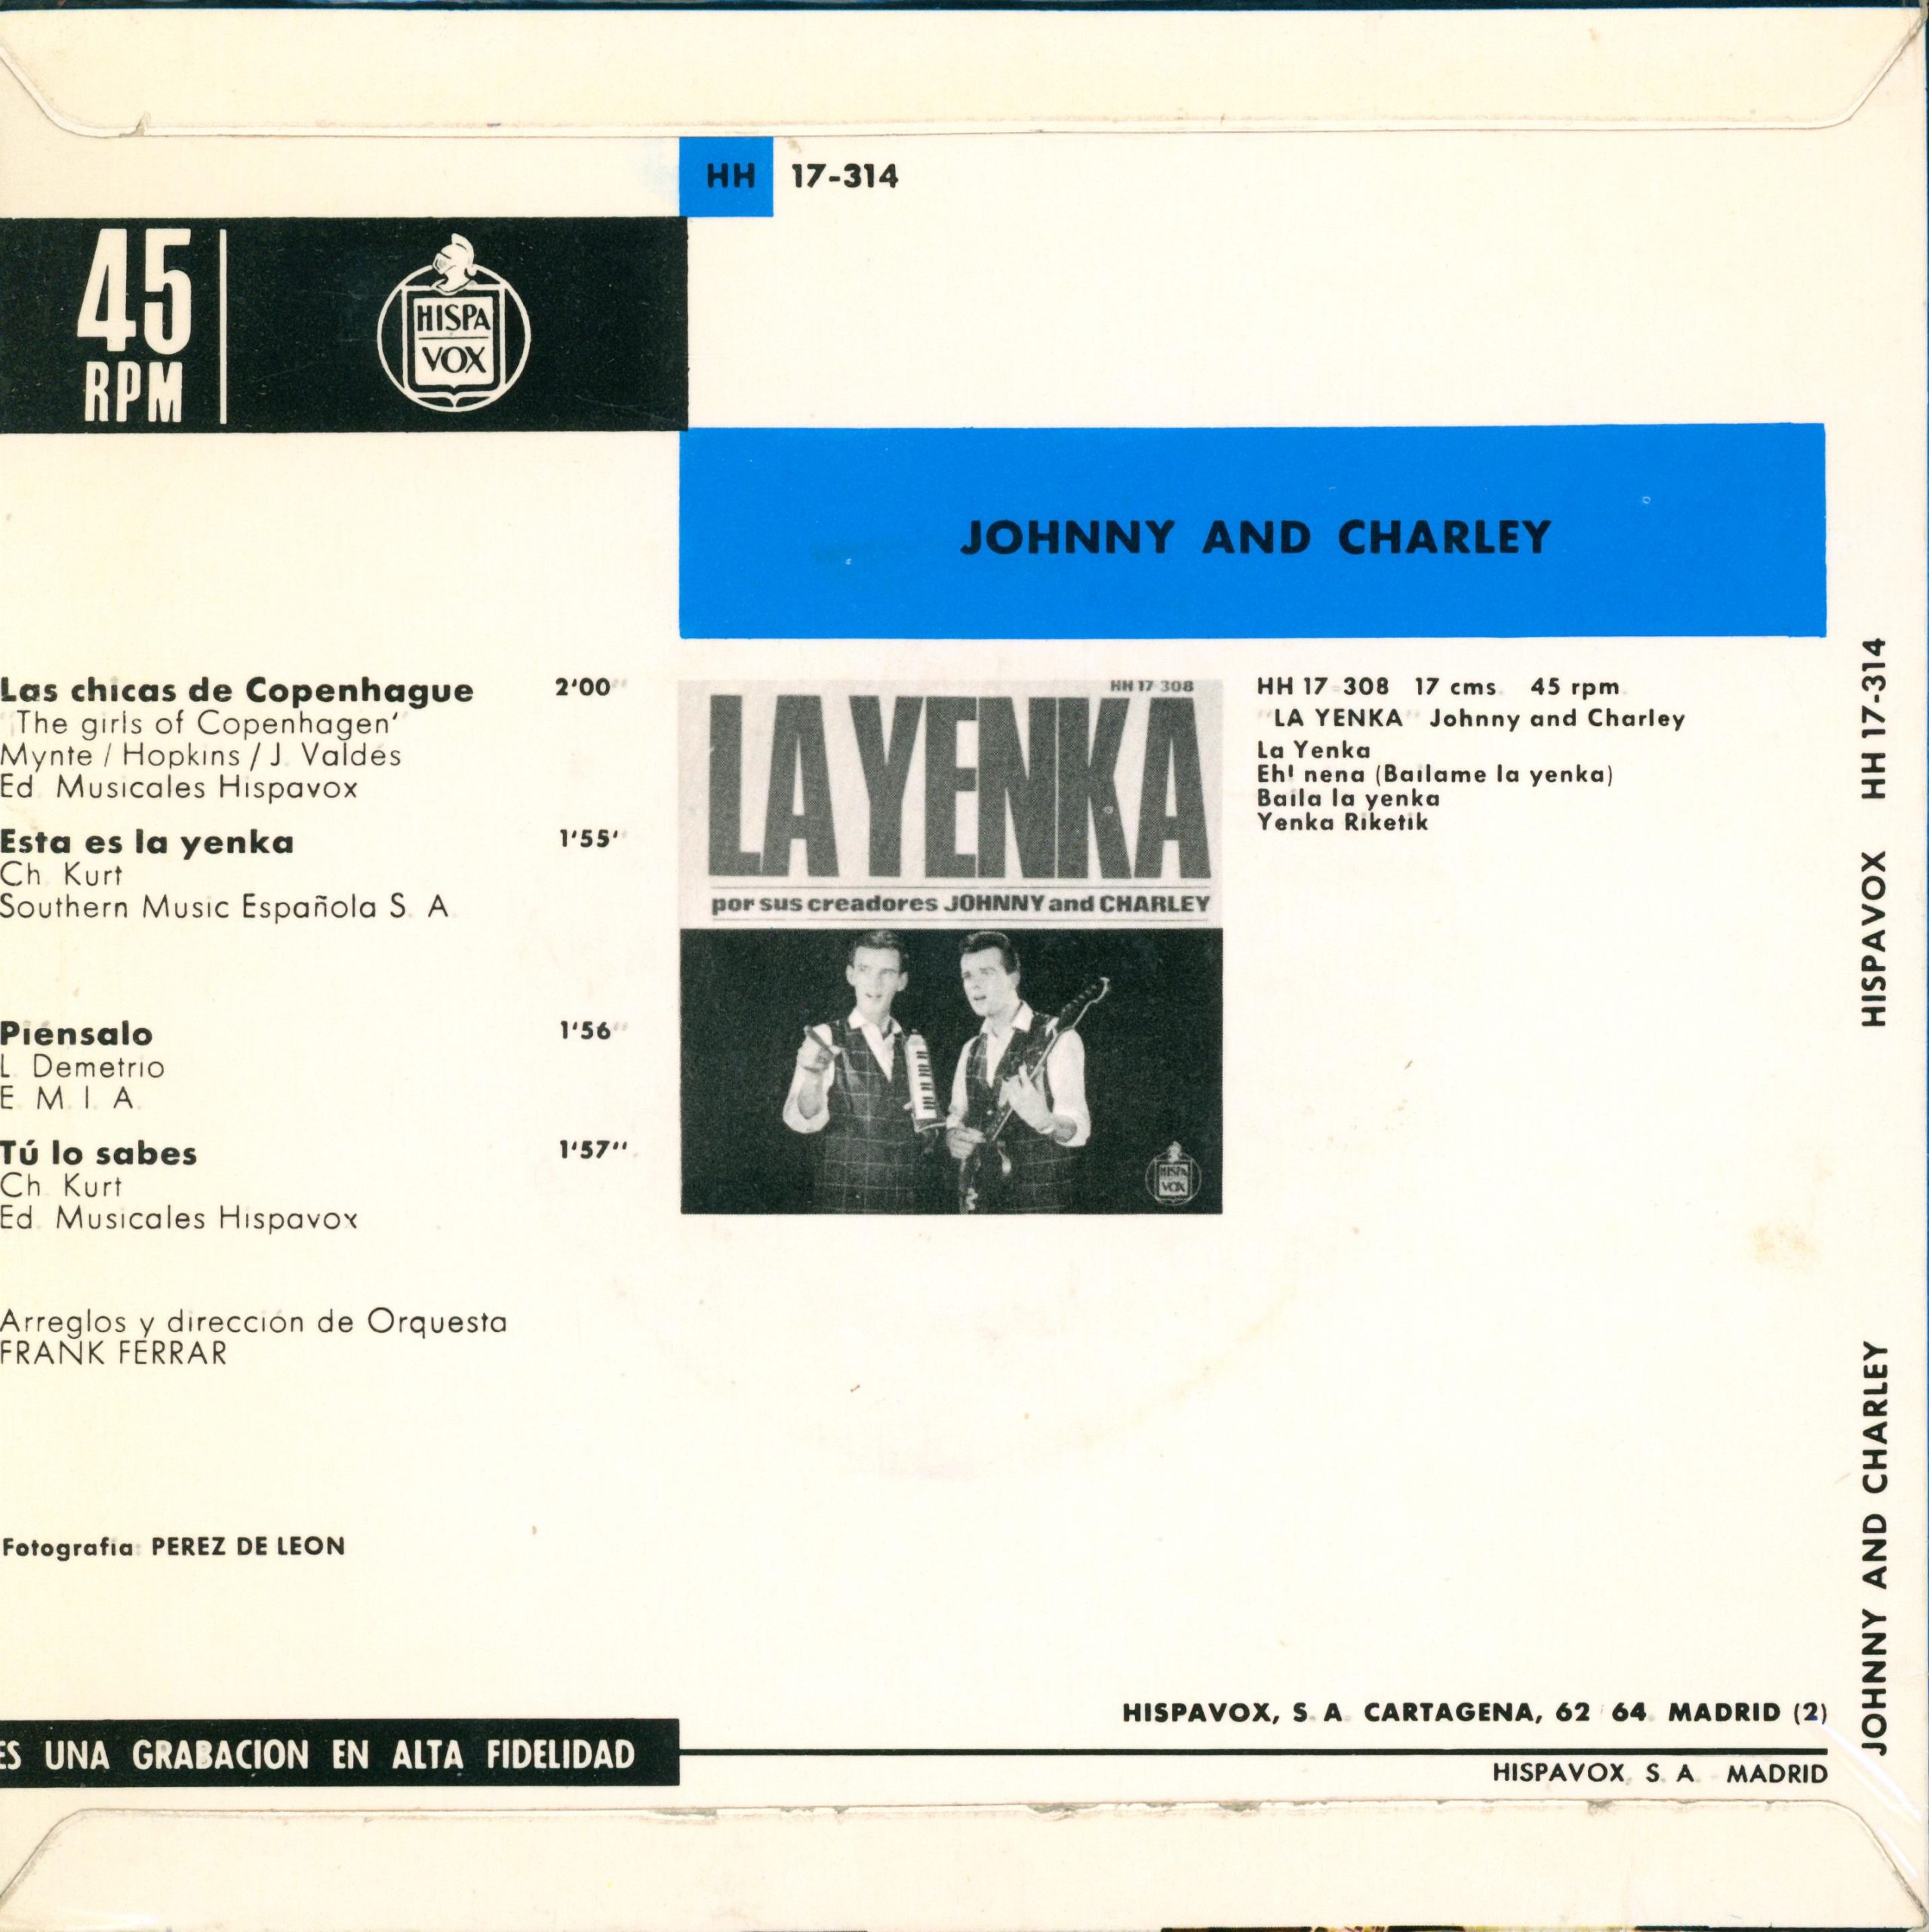 HH 17-314
45
RPM
HISPA
VOX
JOHNNY AND CHARLEY
Las chicas de Copenhague 2'00"
"The girls of Copenhagen"
Mynte / Hopkins / J. Valdés
Ed. Musicales Hispavox
Esta es la yenka 1'55"
Ch. Kurt
Southern Music Española S. A.
Piénsalo 1'56"
L. Demetrio
E. M. I. A.
Tú lo sabes 1'57"
Ch. Kurt
Ed. Musicales Hispavox
Arreglos y dirección de Orquesta
FRANK FERRAR
Fotografía: PEREZ DE LEON
HH 17 308
LA YENKA
por sus creadores JOHNNY and CHARLEY
HISPA
VOX
HH 17-308 17 cms. 45 rpm.
"LA YENKA" Johnny and Charley
La Yenka
Eh! nena (Bailame la yenka)
Baila la yenka
Yenka Riketik
ES UNA GRABACION EN ALTA FIDELIDAD
HISPAVOX, S. A. CARTAGENA, 62 64. MADRID (2)
HISPAVOX, S. A. - MADRID
JOHNNY AND CHARLEY HISPAVOX HH 17-314